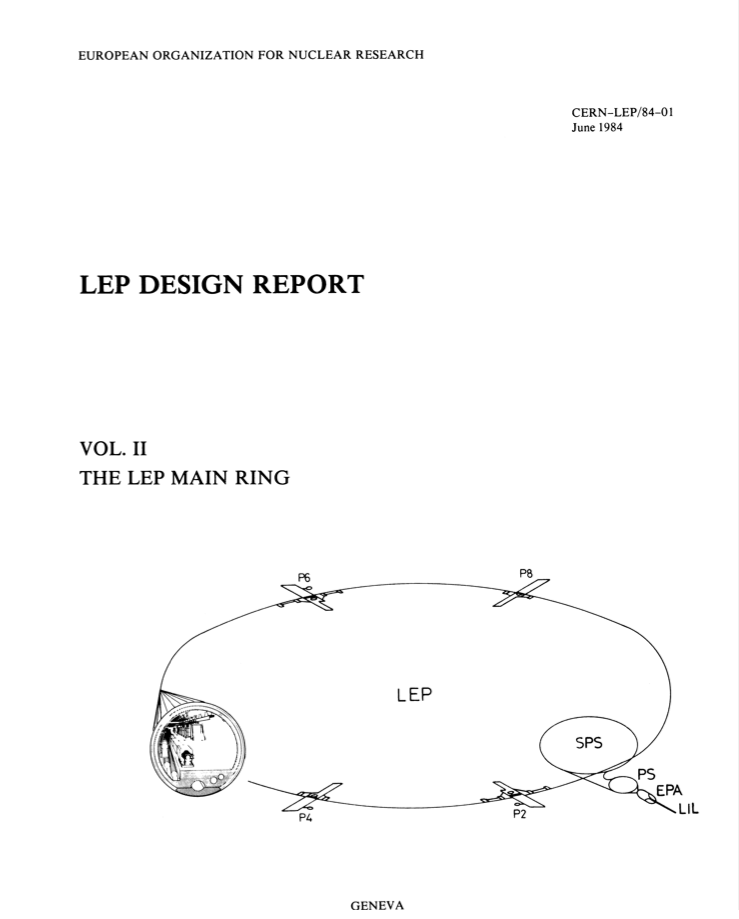 EUROPEAN ORGANIZATION FOR NUCLEAR RESEARCH
CERN–LEP/84–01
June 1984
LEP DESIGN REPORT
VOL. II
THE LEP MAIN RING
P6
P8
LEP
SPS
PS
EPA
LIL
P4
P2
GENEVA